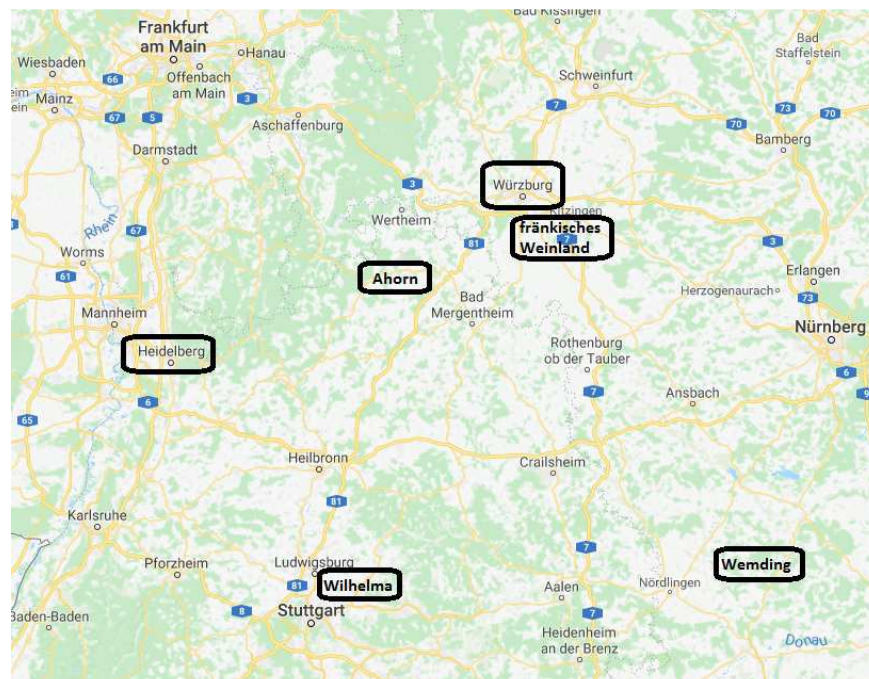 Bad Kissingen
Frankfurt
am Main
Hanau
Bad
Staffelstein
Wiesbaden
Offenbach
am Main
66
Schweinfurt
3
7
Mainz
73
70
67
5
Aschaffenburg
70
Bamberg
Darmstadt
3
Würzburg
Wertheim
Kitzingen
Rhein
fränkisches
Weinland
7
67
81
3
Worms
61
Ahorn
Erlangen
Herzogenaurach
73
Bad
Mergentheim
Mannheim
Nürnberg
Heidelberg
Rothenburg
ob der Tauber
6
7
Ansbach
9
6
65
Heilbronn
Crailsheim
81
Karlsruhe
7
Pforzheim
Ludwigsburg
Wemding
81
Wilhelma
Aalen
Nördlingen
8
Stuttgart
7
Baden-Baden
Heidenheim
an der Brenz
Donau